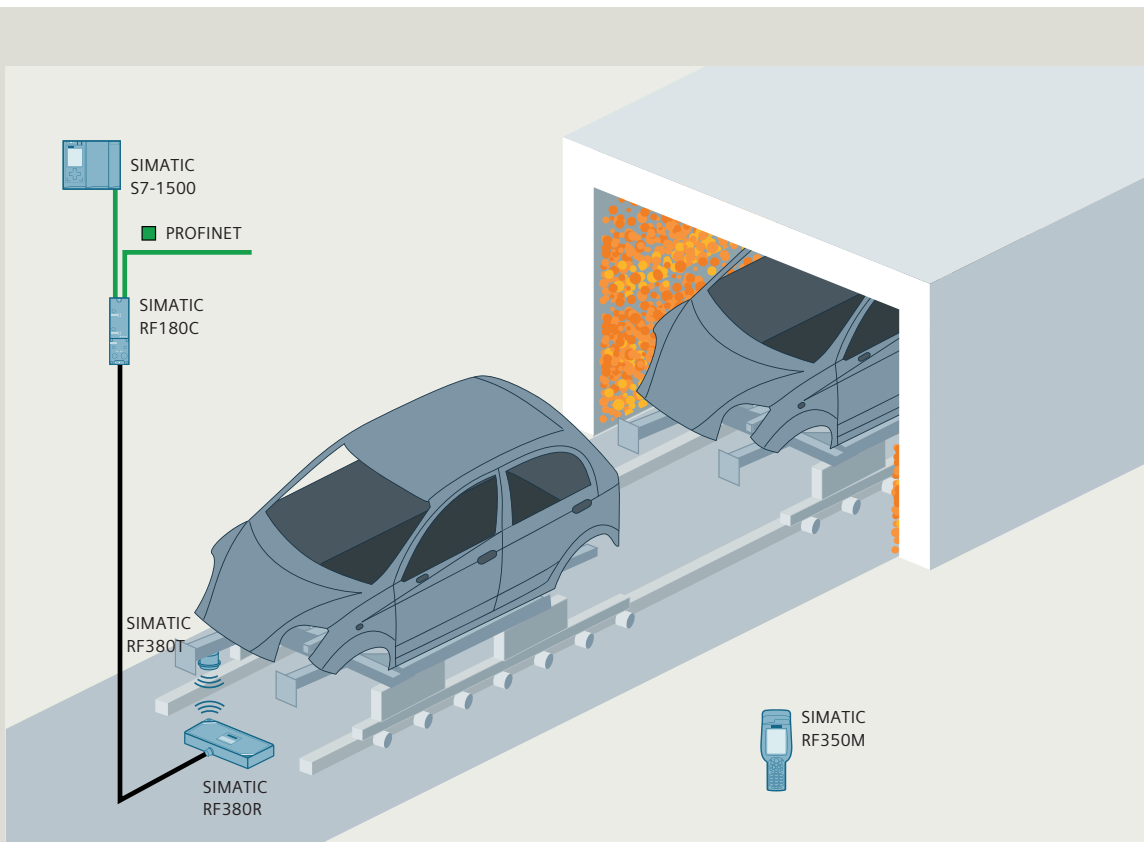 SIMATIC
S7-1500
PROFINET
SIMATIC
RF180C
SIMATIC
RF380T
SIMATIC
RF380R
SIMATIC
RF350M